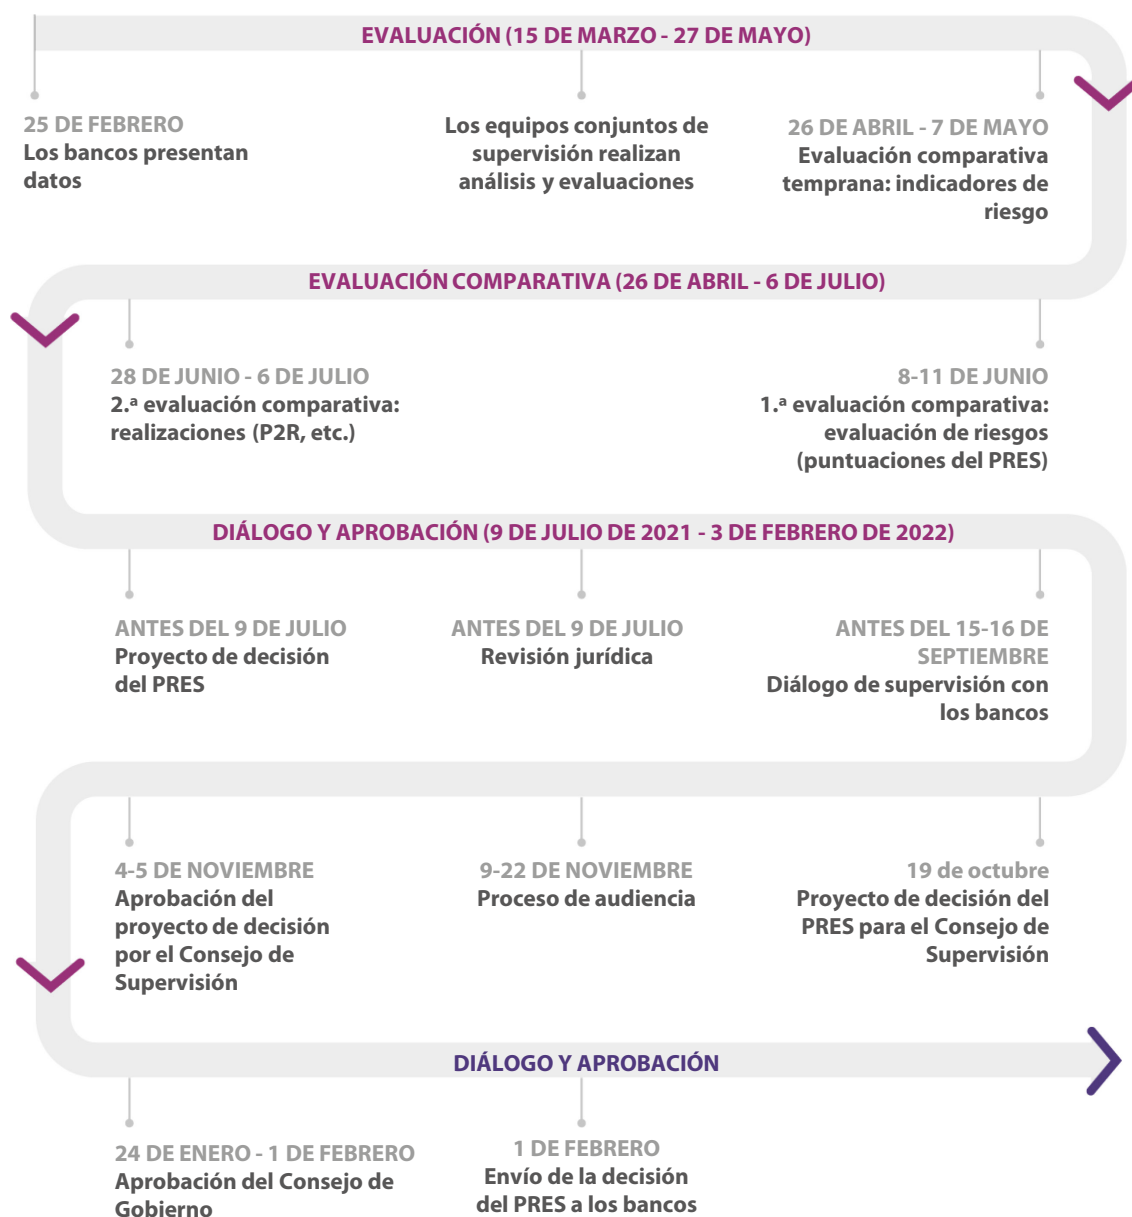 EVALUACIÓN (15 DE MARZO - 27 DE MAYO)
25 DE FEBRERO
Los bancos presentan
datos
Los equipos conjuntos de
supervisión realizan
análisis y evaluaciones
26 DE ABRIL - 7 DE MAYO
Evaluación comparativa
temprana: indicadores de
riesgo
EVALUACIÓN COMPARATIVA (26 DE ABRIL - 6 DE JULIO)
28 DE JUNIO - 6 DE JULIO
2.ª evaluación comparativa:
realizaciones (P2R, etc.)
8-11 DE JUNIO
1.ª evaluación comparativa:
evaluación de riesgos
(puntuaciones del PRES)
DIÁLOGO Y APROBACIÓN (9 DE JULIO DE 2021 - 3 DE FEBRERO DE 2022)
ANTES DEL 9 DE JULIO
Proyecto de decisión
del PRES
ANTES DEL 9 DE JULIO
Revisión jurídica
ANTES DEL 15-16 DE
SEPTIEMBRE
Diálogo de supervisión con
los bancos
4-5 DE NOVIEMBRE
Aprobación del
proyecto de decisión
por el Consejo de
Supervisión
9-22 DE NOVIEMBRE
Proceso de audiencia
19 de octubre
Proyecto de decisión del
PRES para el Consejo de
Supervisión
DIÁLOGO Y APROBACIÓN
24 DE ENERO - 1 DE FEBRERO
Aprobación del Consejo de
Gobierno
1 DE FEBRERO
Envío de la decisión
del PRES a los bancos